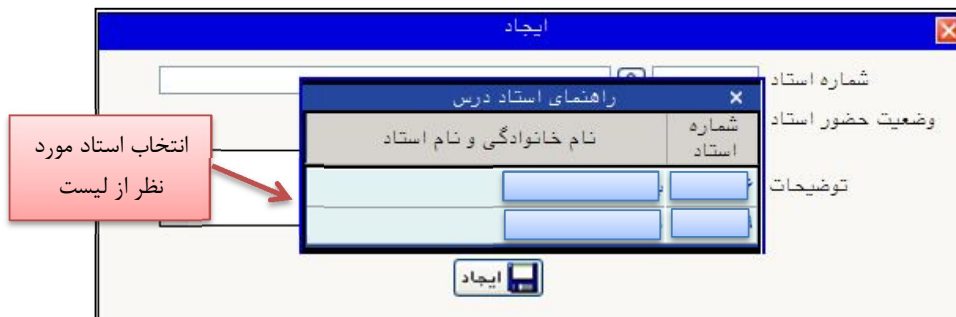 ایجاد
شماره استاد
راهنمای استاد درس
وضعیت حضور استاد
شماره استاد
نام خانوادگی و نام استاد
انتخاب استاد مورد
نظر از لیست
توضیحات
ایجاد